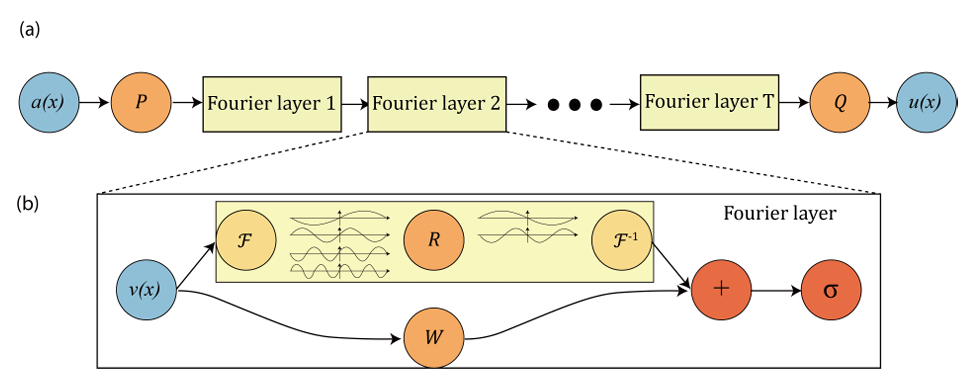 (a)
a(x) P Fourier layer 1 Fourier layer 2 Fourier layer T Q u(x)
(b)
Fourier layer
ℱ R ℱ⁻¹
v(x) + σ
W